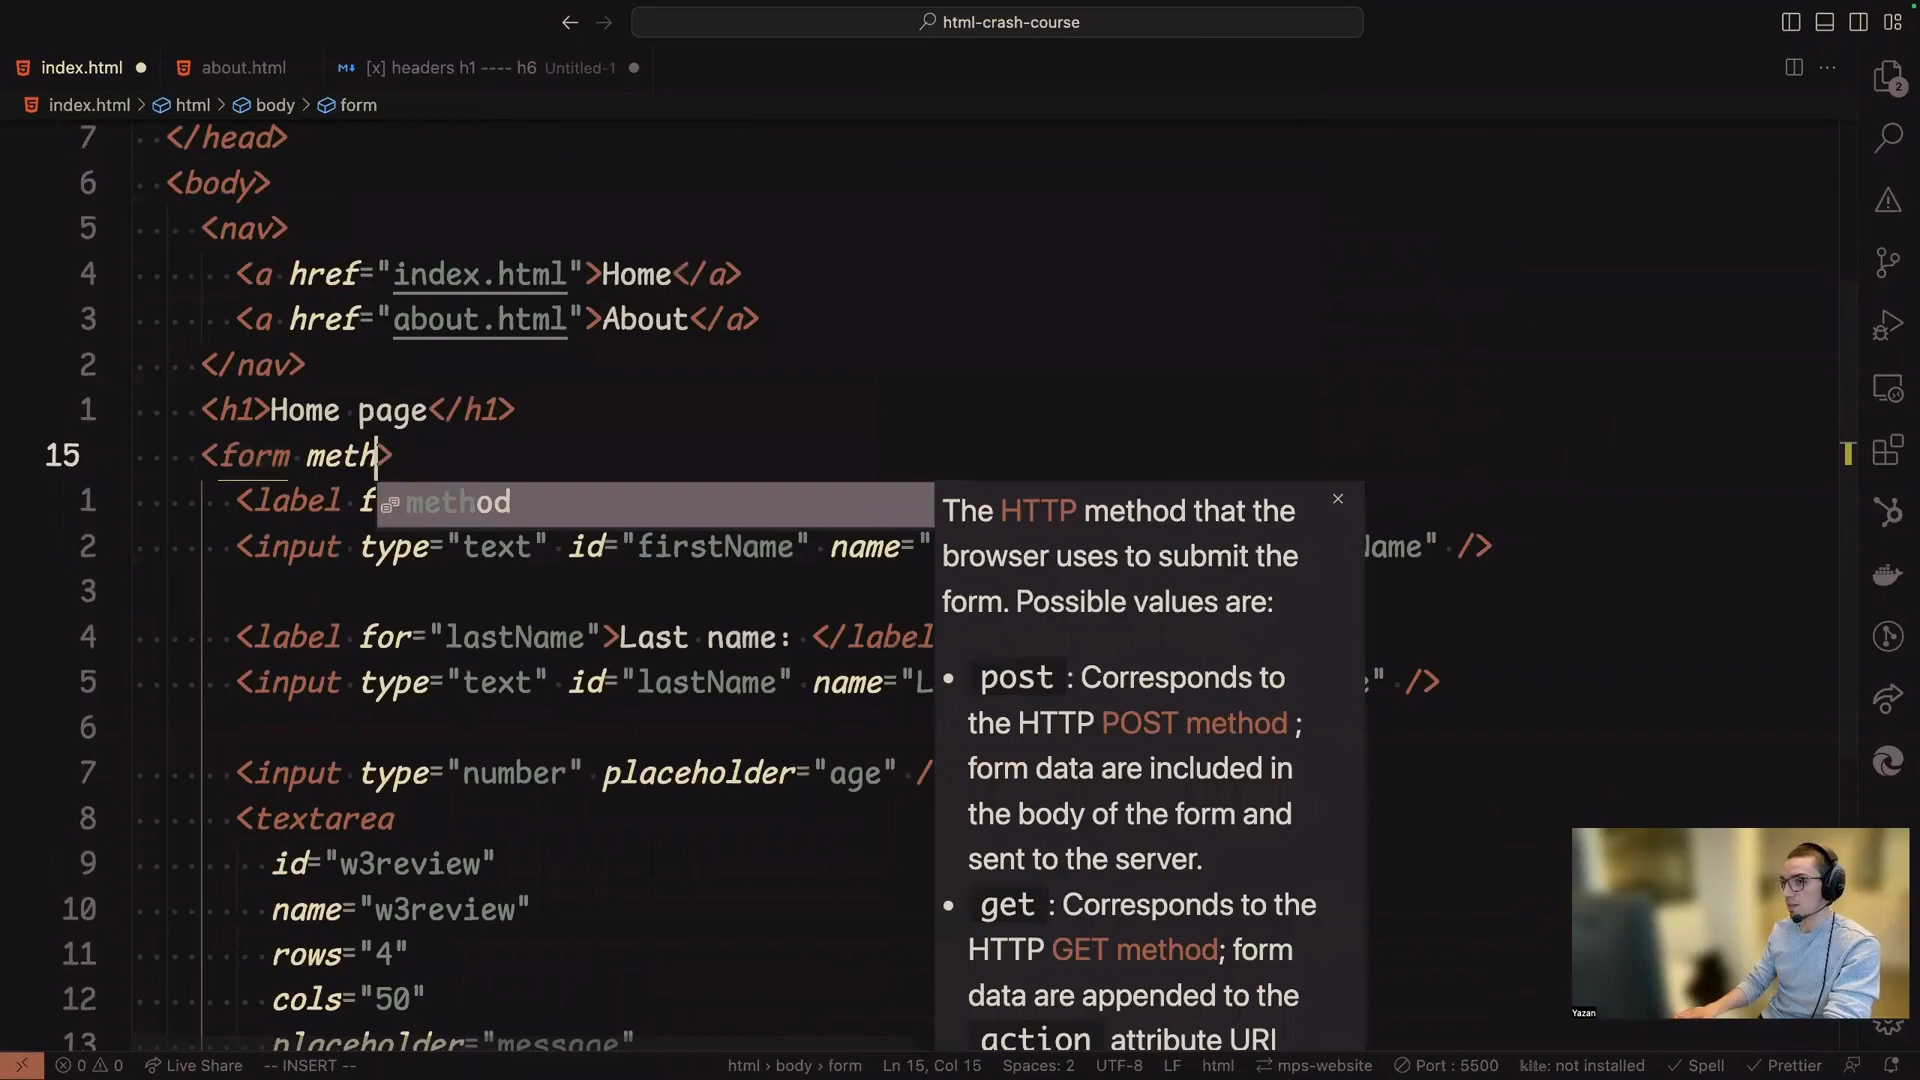 html-crash-course
index.html about.html [x] headers h1 ---- h6 Untitled-1
index.html > html > body > form
7 </head>
6 <body>
5 <nav>
4 <a href="index.html">Home</a>
3 <a href="about.html">About</a>
2 </nav>
1 <h1>Home page</h1>
15 <form meth>
1 <label f
method
2 <input type="text" id="firstName" name=" Name" />
3
4 <label for="lastName">Last name: </label
5 <input type="text" id="lastName" name="L " />
6
7 <input type="number" placeholder="age" /
8 <textarea
9 id="w3review"
10 name="w3review"
11 rows="4"
12 cols="50"
13 placeholder="message"
The HTTP method that the
browser uses to submit the
form. Possible values are:
• post : Corresponds to
the HTTP POST method ;
form data are included in
the body of the form and
sent to the server.
• get : Corresponds to the
HTTP GET method; form
data are appended to the
action attribute URI
2
Yazan
0 0 Live Share -- INSERT -- html › body › form Ln 15, Col 15 Spaces: 2 UTF-8 LF html mps-website Port : 5500 kite: not installed Spell Prettier